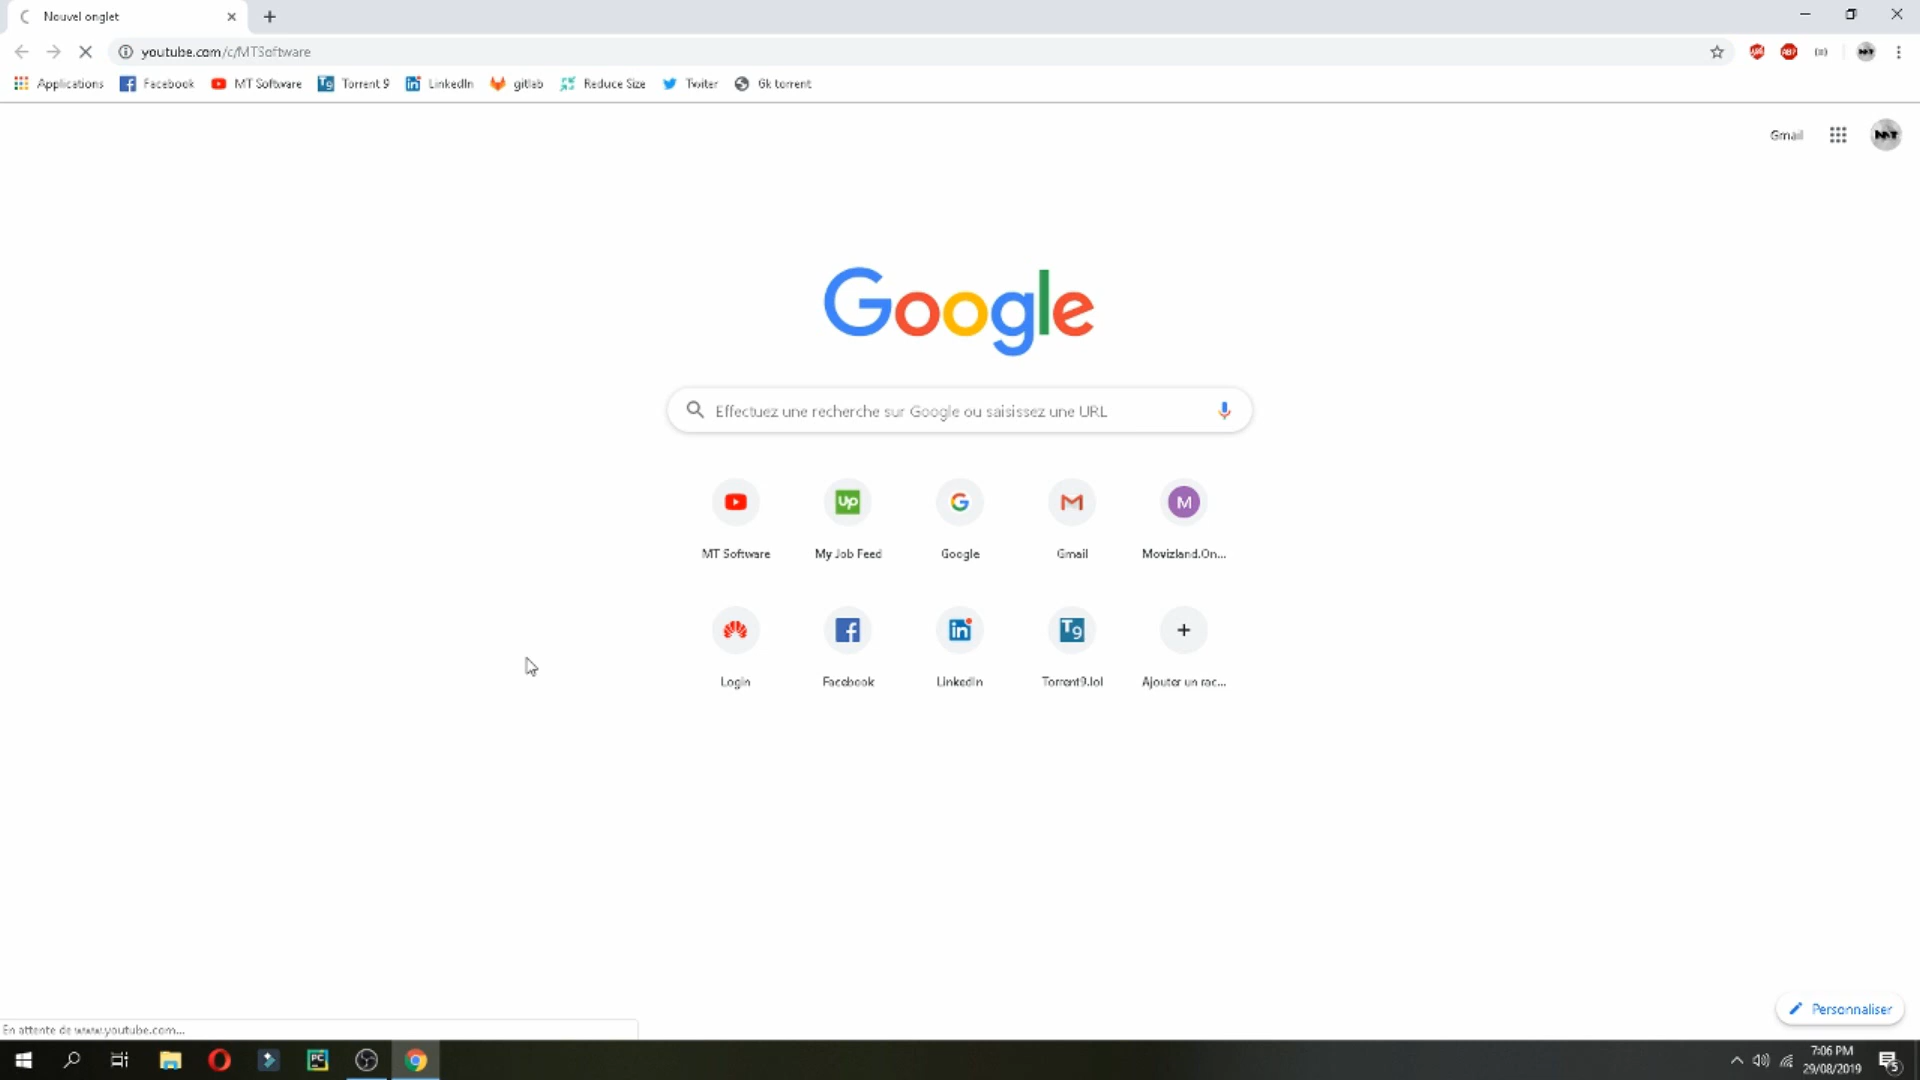 Nouvel onglet
youtube.com/c/MTSoftware
Applications Facebook MT Software Torrent 9 LinkedIn gitlab Reduce Size Twiter Gk torrent
Gmail
Google
Effectuez une recherche sur Google ou saisissez une URL
MT Software My Job Feed Google Gmail Movizland.On...
Login Facebook LinkedIn Torrent9.lol Ajouter un rac...
Personnaliser
En attente de www.youtube.com...
7:06 PM
29/08/2019
5